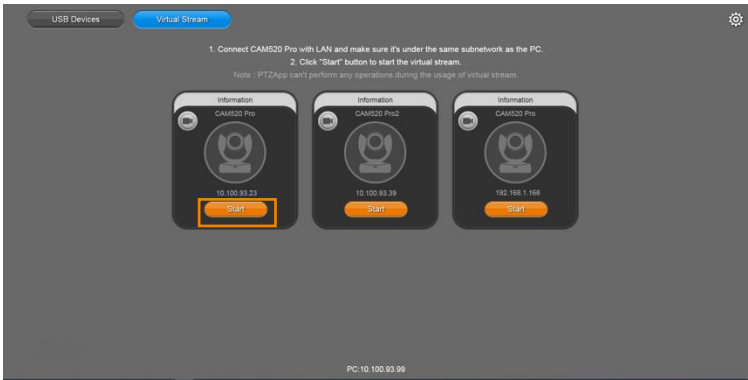 USB Devices
Virtual Stream
1. Connect CAM520 Pro with LAN and make sure it's under the same subnetwork as the PC.
2. Click "Start" button to start the virtual stream.
Note : PTZApp can't perform any operations during the usage of virtual stream.
Information
CAM520 Pro
10.100.93.23
Start
Information
CAM520 Pro2
10.100.93.39
Start
Information
CAM520 Pro
192.168.1.168
Start
PC:10.100.93.99